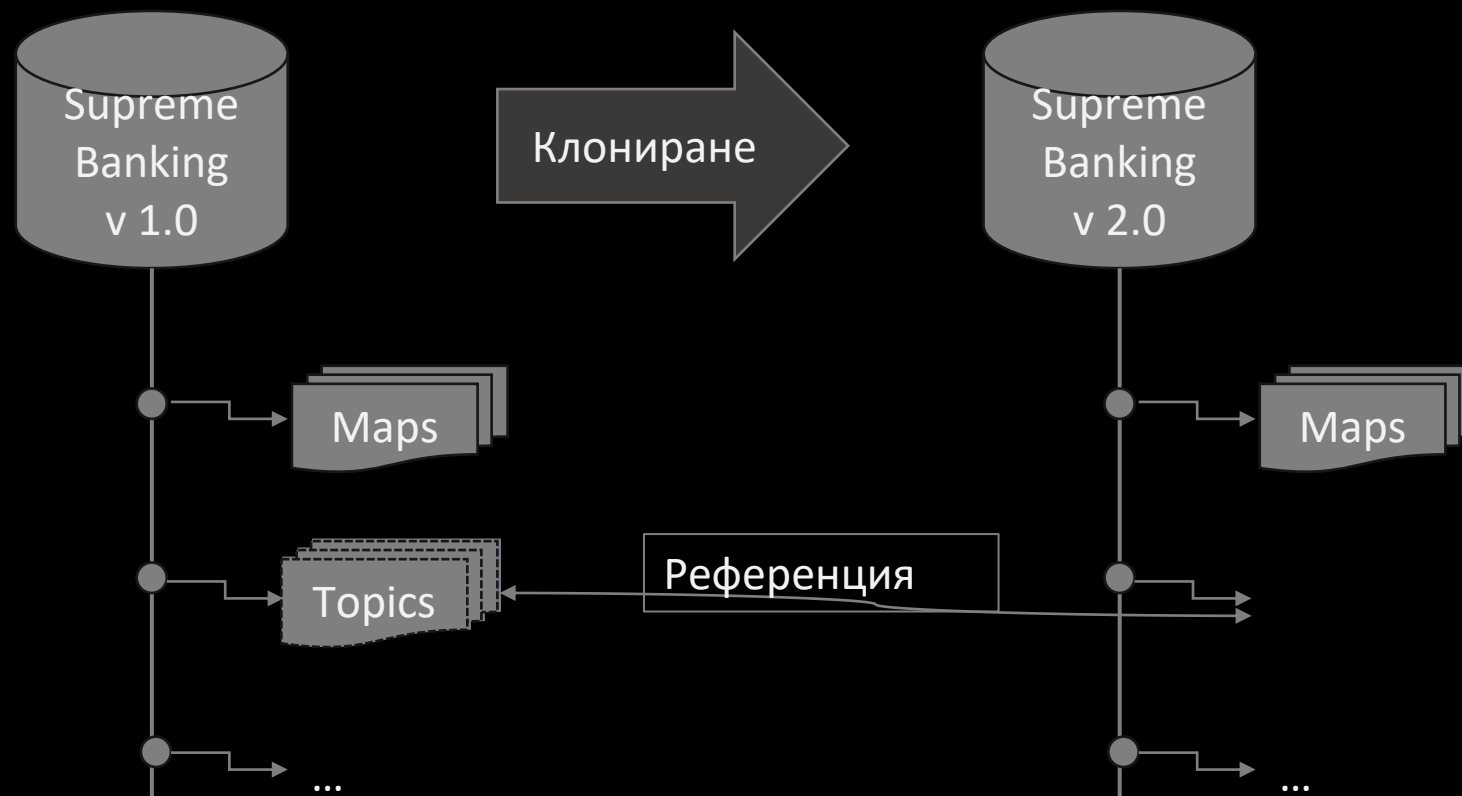 Supreme
Banking
v 1.0
Клониране
Supreme
Banking
v 2.0
Maps
Maps
Topics
Референция
...
...